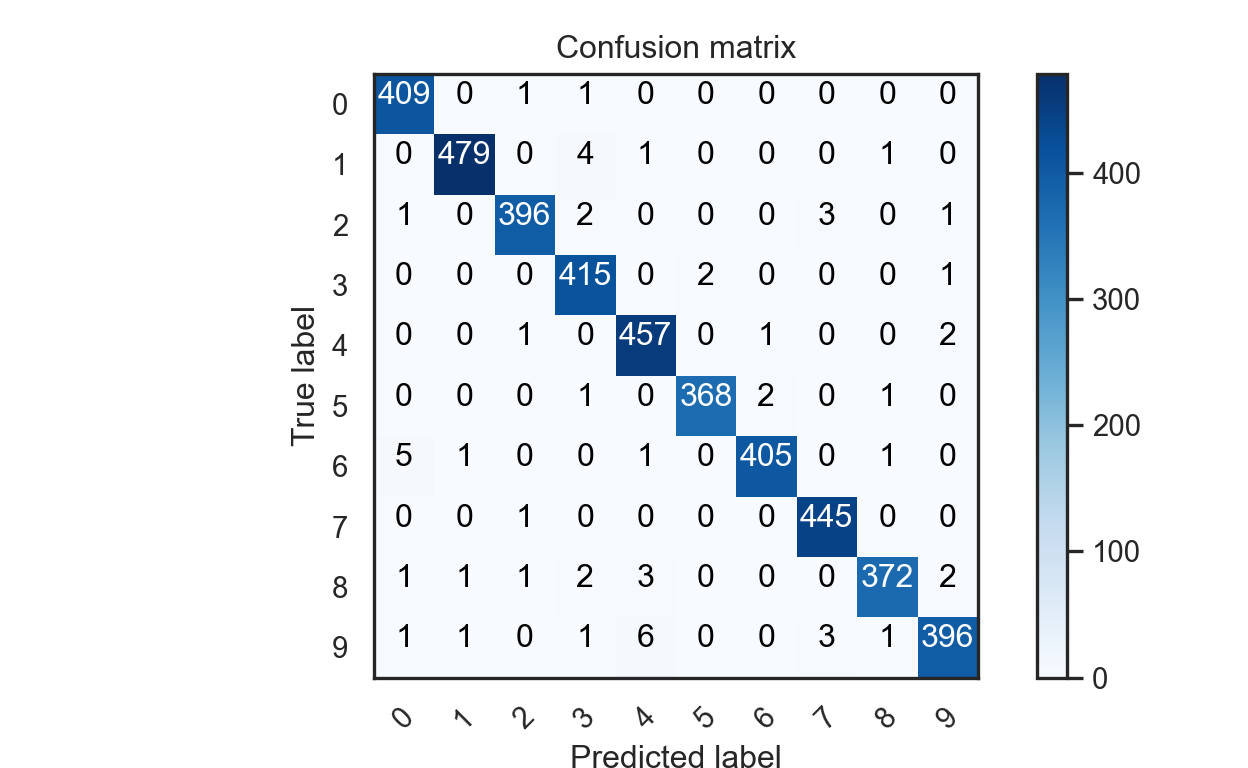 Confusion matrix
0 409 0 1 1 0 0 0 0 0 0
1 0 479 0 4 1 0 0 0 1 0
2 1 0 396 2 0 0 0 3 0 1
3 0 0 0 415 0 2 0 0 0 1
4 0 0 1 0 457 0 1 0 0 2
5 0 0 0 1 0 368 2 0 1 0
6 5 1 0 0 1 0 405 0 1 0
7 0 0 1 0 0 0 0 445 0 0
8 1 1 1 2 3 0 0 0 372 2
9 1 1 0 1 6 0 0 3 1 396
0 1 2 3 4 5 6 7 8 9
Predicted label
True label
400
300
200
100
0